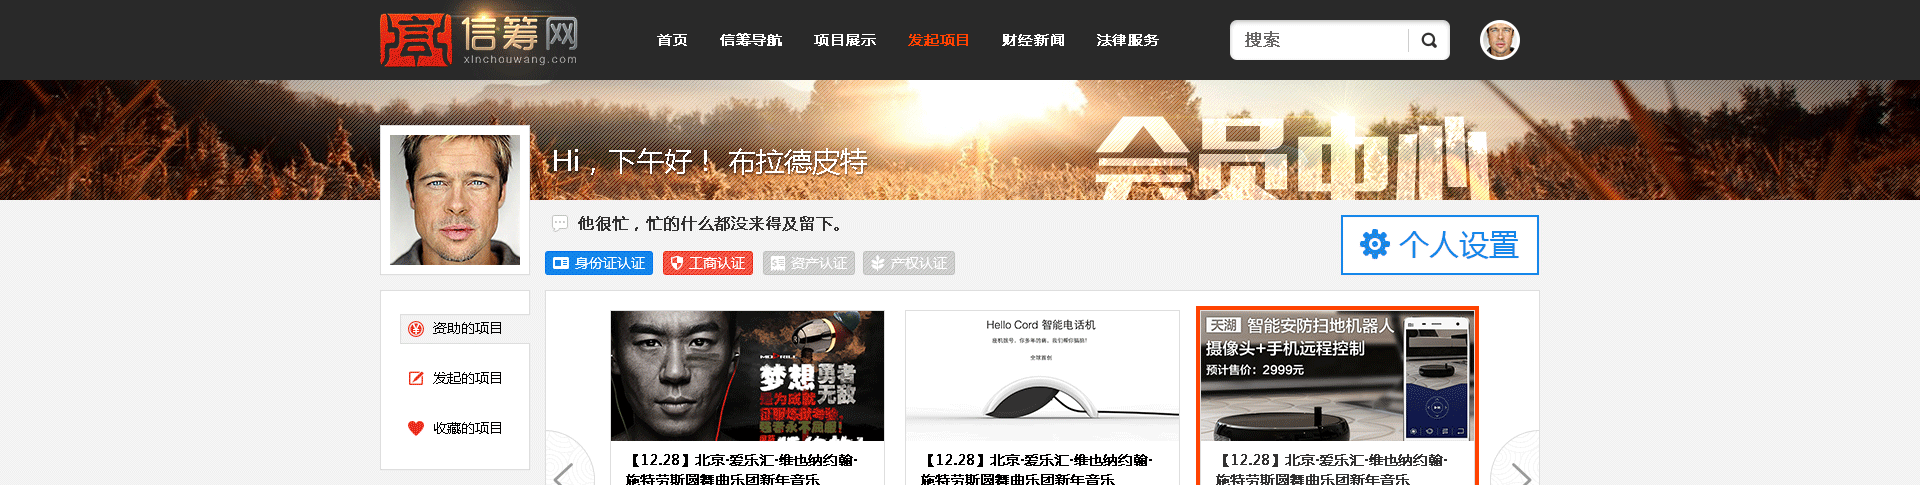 信筹网
xinchouwang.com
首页 信筹导航 项目展示 发起项目 财经新闻 法律服务
搜索
会员中心
Hi，下午好！ 布拉德皮特
他很忙，忙的什么都没来得及留下。
身份证认证 工商认证 资产认证 产权认证
个人设置
资助的项目
发起的项目
收藏的项目
梦想勇者
无敌
Hello Cord 智能电话机
全球首创
天湖 智能安防扫地机器人
摄像头+手机远程控制
预计售价：2999元
【12.28】北京·爱乐汇·维也纳约翰·
施特劳斯圆舞曲乐团新年音乐
【12.28】北京·爱乐汇·维也纳约翰·
施特劳斯圆舞曲乐团新年音乐
【12.28】北京·爱乐汇·维也纳约翰·
施特劳斯圆舞曲乐团新年音乐